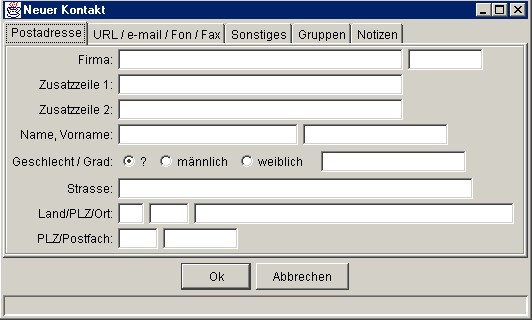 Neuer Kontakt
Postadresse URL / e-mail / Fon / Fax Sonstiges Gruppen Notizen
Firma:
Zusatzzeile 1:
Zusatzzeile 2:
Name, Vorname:
Geschlecht / Grad: ? männlich weiblich
Strasse:
Land/PLZ/Ort:
PLZ/Postfach:
Ok Abbrechen